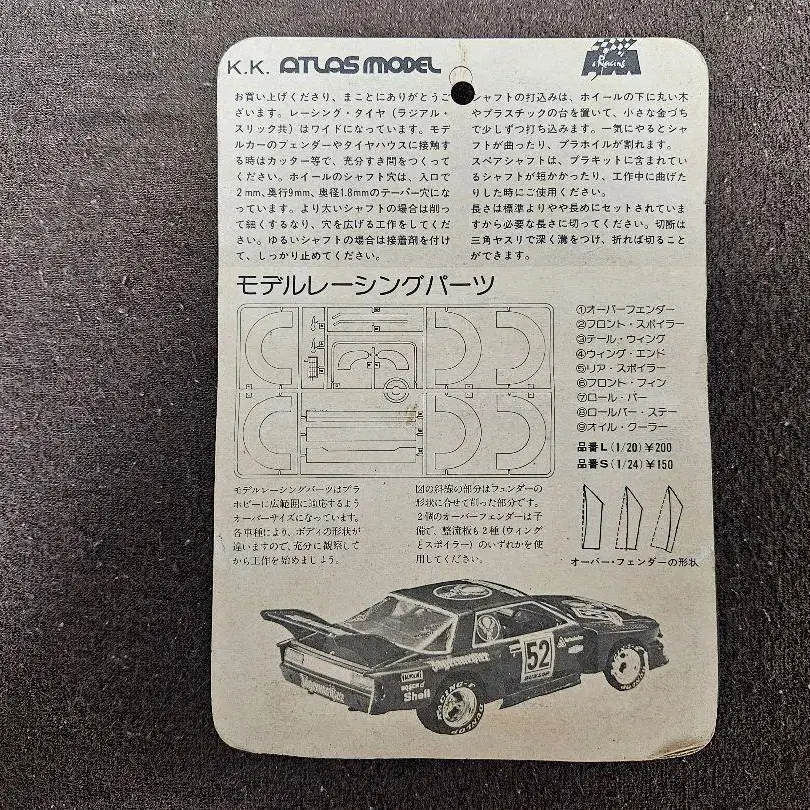 K.K. ATLAS MODEL
Racing
お買い上げくださり、まことにありがとうご
ざいます。レーシング・タイヤ（ラジアル・
スリック共）はワイドになっています。モデ
ルカーのフェンダーやタイヤハウスに接触す
る時はカッター等で、充分すき間をつくって
ください。ホイールのシャフト穴は、入口で
2mm、奥行9mm、奥径1.8mmのテーパー穴にな
っています。より太いシャフトの場合は削っ
て細くするなり、穴を広げる工作をしてくだ
さい。ゆるいシャフトの場合は接着剤を付け
て、しっかり止めてください。
シャフトの打込みは、ホイールの下に丸い木
やプラスチックの台を置いて、小さな金づち
で少しずつ打ち込みます。一気にやるとシャ
フトが曲ったり、プラホイルが割れます。
スペアシャフトは、プラキットに含まれてい
るシャフトが短かかったり、工作中に曲げた
りした時にご使用ください。
長さは標準よりやや長めにセットされていま
すから必要な長さに切ってください。切断は
三角ヤスリで深く溝をつけ、折れば切ること
ができます。
モデルレーシングパーツ
①オーバーフェンダー
②フロント・スポイラー
③テール・ウィング
④ウィング・エンド
⑤リア・スポイラー
⑥フロント・フィン
⑦ロール・バー
⑧ロールバー・ステー
⑨オイル・クーラー
品番L（1/20）¥200
品番S（1/24）¥150
モデルレーシングパーツはプラ
ホビーに広範囲に適応するよう
オーバーサイズになっています。
各車種により、ボディの形状が
違いますので、充分に観察して
から工作を始めましょう。
図の斜線の部分はフェンダーの
形状に合せて削った部分です。
2個のオーバーフェンダーは予
備で、整流板も2種（ウィング
とスポイラー）のいずれかを使
用してください。
オーバー・フェンダーの形状
Jägermeister
52
DUNLOP
BOSCH
Shell
Jägermeister
DUNLOP